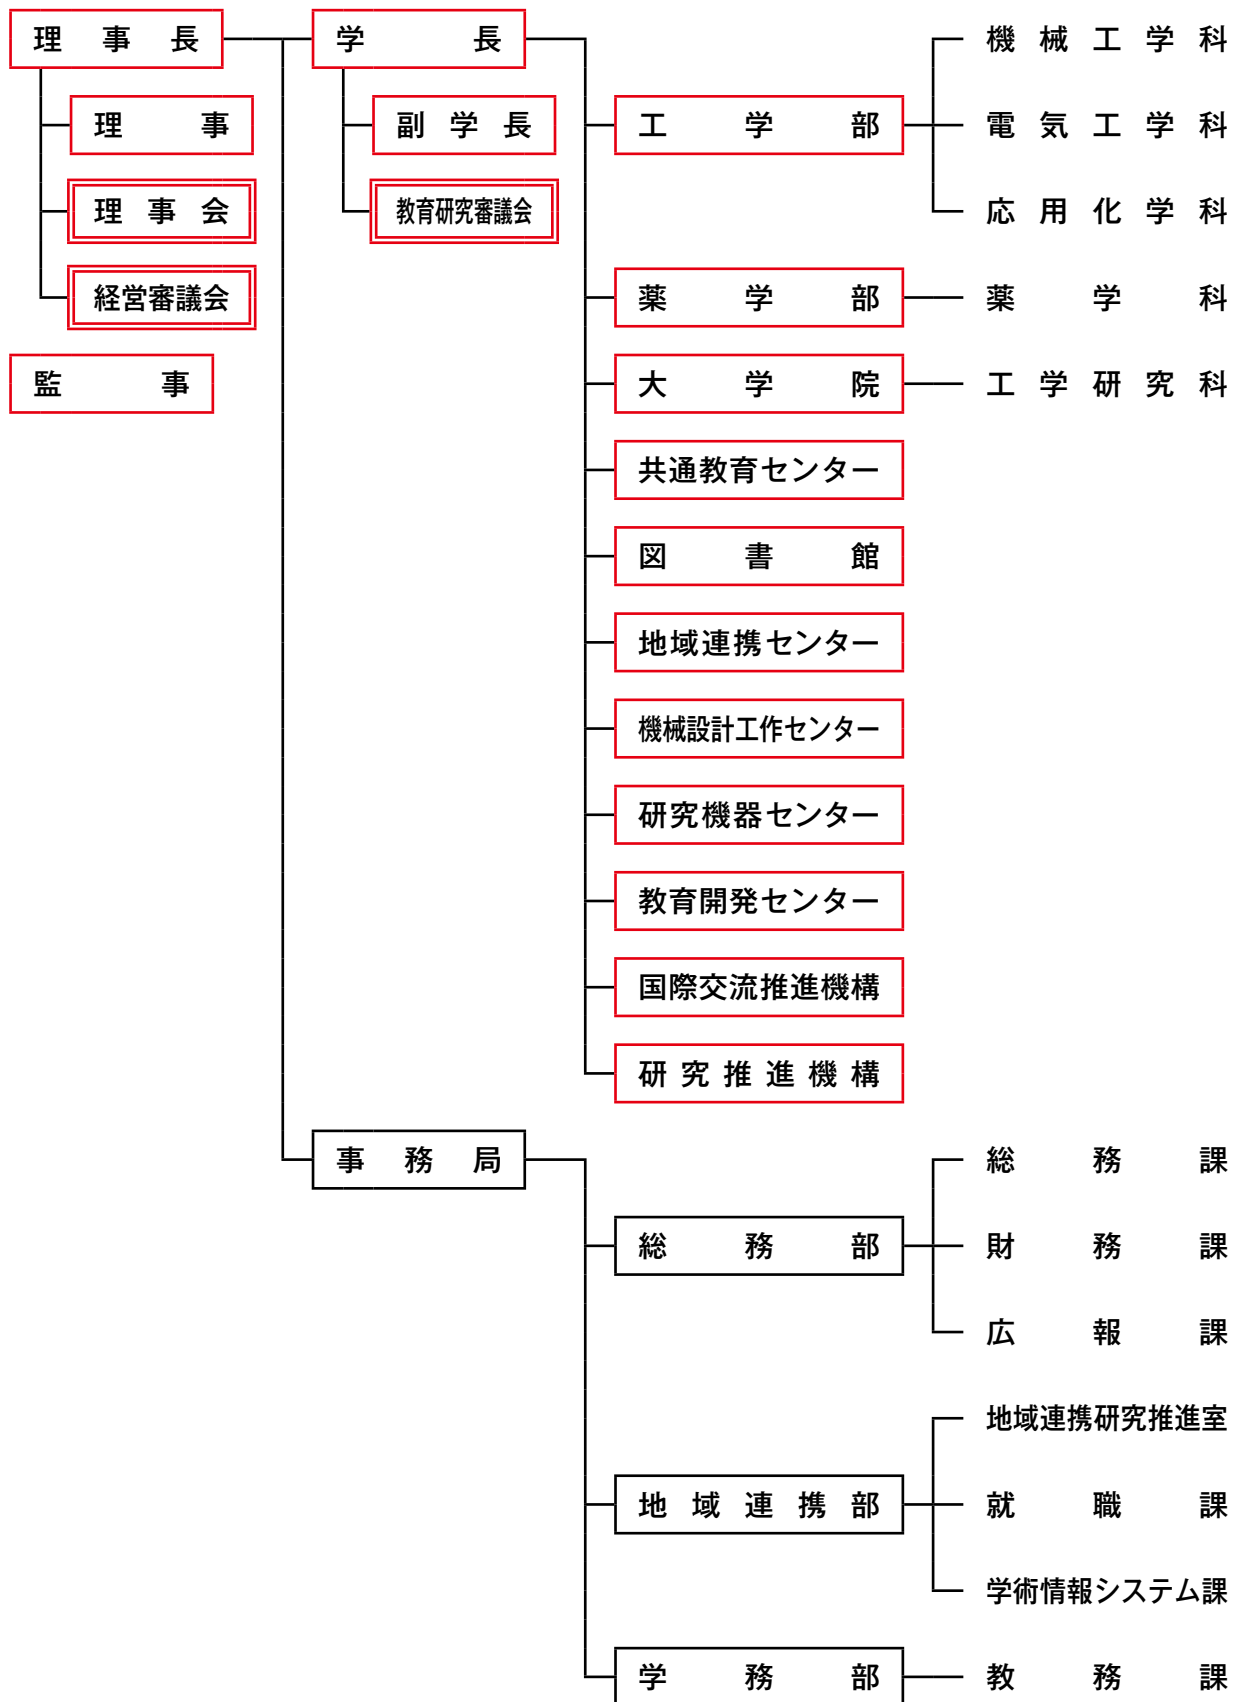 理事長 学長 機械工学科
理事 副学長 工学部 電気工学科
理事会 教育研究審議会 応用化学科
経営審議会 薬学部 薬学科
監事 大学院 工学研究科
共通教育センター
図書館
地域連携センター
機械設計工作センター
研究機器センター
教育開発センター
国際交流推進機構
研究推進機構
事務局 総務課
総務部 財務課
広報課
地域連携研究推進室
地域連携部 就職課
学術情報システム課
学務部 教務課